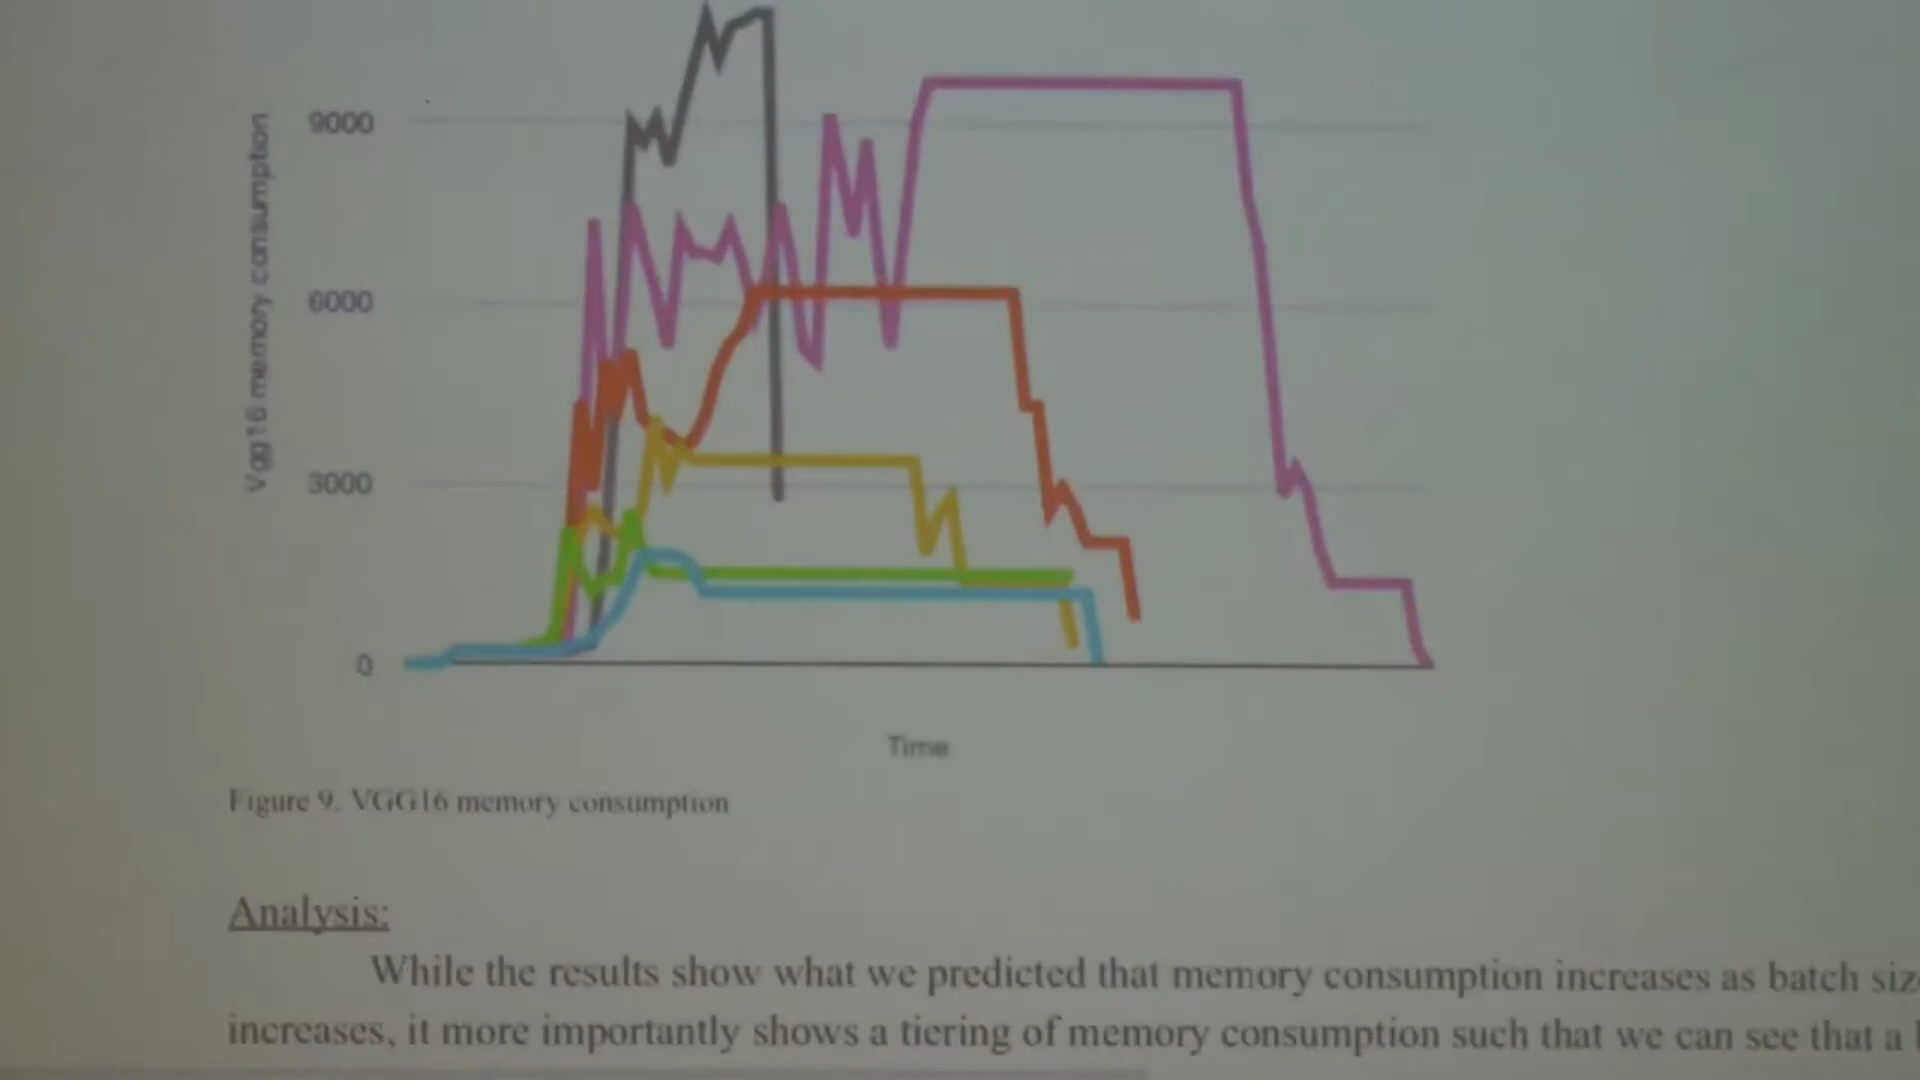 Vgg16 memory consumption
9000
6000
3000
0
Time
Figure 9. VGG16 memory consumption
Analysis:
While the results show what we predicted that memory consumption increases as batch
increases, it more importantly shows a tiering of memory consumption such that we can see that a